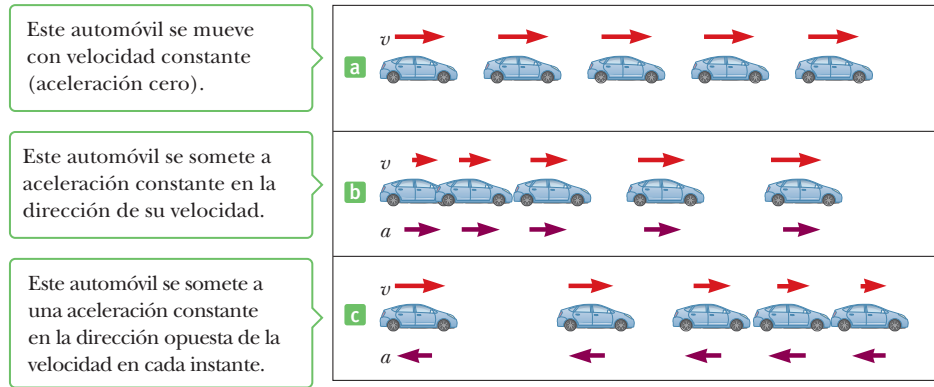 Este automóvil se mueve
con velocidad constante
(aceleración cero).
v
a
Este automóvil se somete a
aceleración constante en la
dirección de su velocidad.
v
b
a
Este automóvil se somete a
una aceleración constante
en la dirección opuesta de la
velocidad en cada instante.
v
c
a